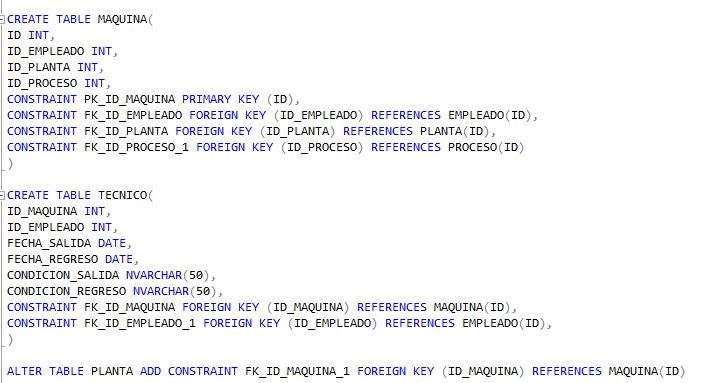 CREATE TABLE MAQUINA(
ID INT,
ID_EMPLEADO INT,
ID_PLANTA INT,
ID_PROCESO INT,
CONSTRAINT PK_ID_MAQUINA PRIMARY KEY (ID),
CONSTRAINT FK_ID_EMPLEADO FOREIGN KEY (ID_EMPLEADO) REFERENCES EMPLEADO(ID),
CONSTRAINT FK_ID_PLANTA FOREIGN KEY (ID_PLANTA) REFERENCES PLANTA(ID),
CONSTRAINT FK_ID_PROCESO_1 FOREIGN KEY (ID_PROCESO) REFERENCES PROCESO(ID)
)
CREATE TABLE TECNICO(
ID_MAQUINA INT,
ID_EMPLEADO INT,
FECHA_SALIDA DATE,
FECHA_REGRESO DATE,
CONDICION_SALIDA NVARCHAR(50),
CONDICION_REGRESO NVARCHAR(50),
CONSTRAINT FK_ID_MAQUINA FOREIGN KEY (ID_MAQUINA) REFERENCES MAQUINA(ID),
CONSTRAINT FK_ID_EMPLEADO_1 FOREIGN KEY (ID_EMPLEADO) REFERENCES EMPLEADO(ID),
)
ALTER TABLE PLANTA ADD CONSTRAINT FK_ID_MAQUINA_1 FOREIGN KEY (ID_MAQUINA) REFERENCES MAQUINA(ID)